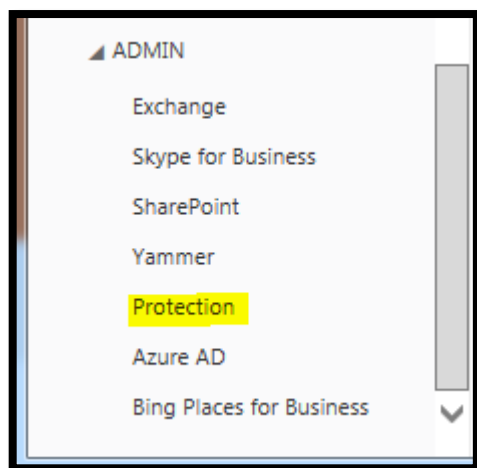 ADMIN
Exchange
Skype for Business
SharePoint
Yammer
Protection
Azure AD
Bing Places for Business